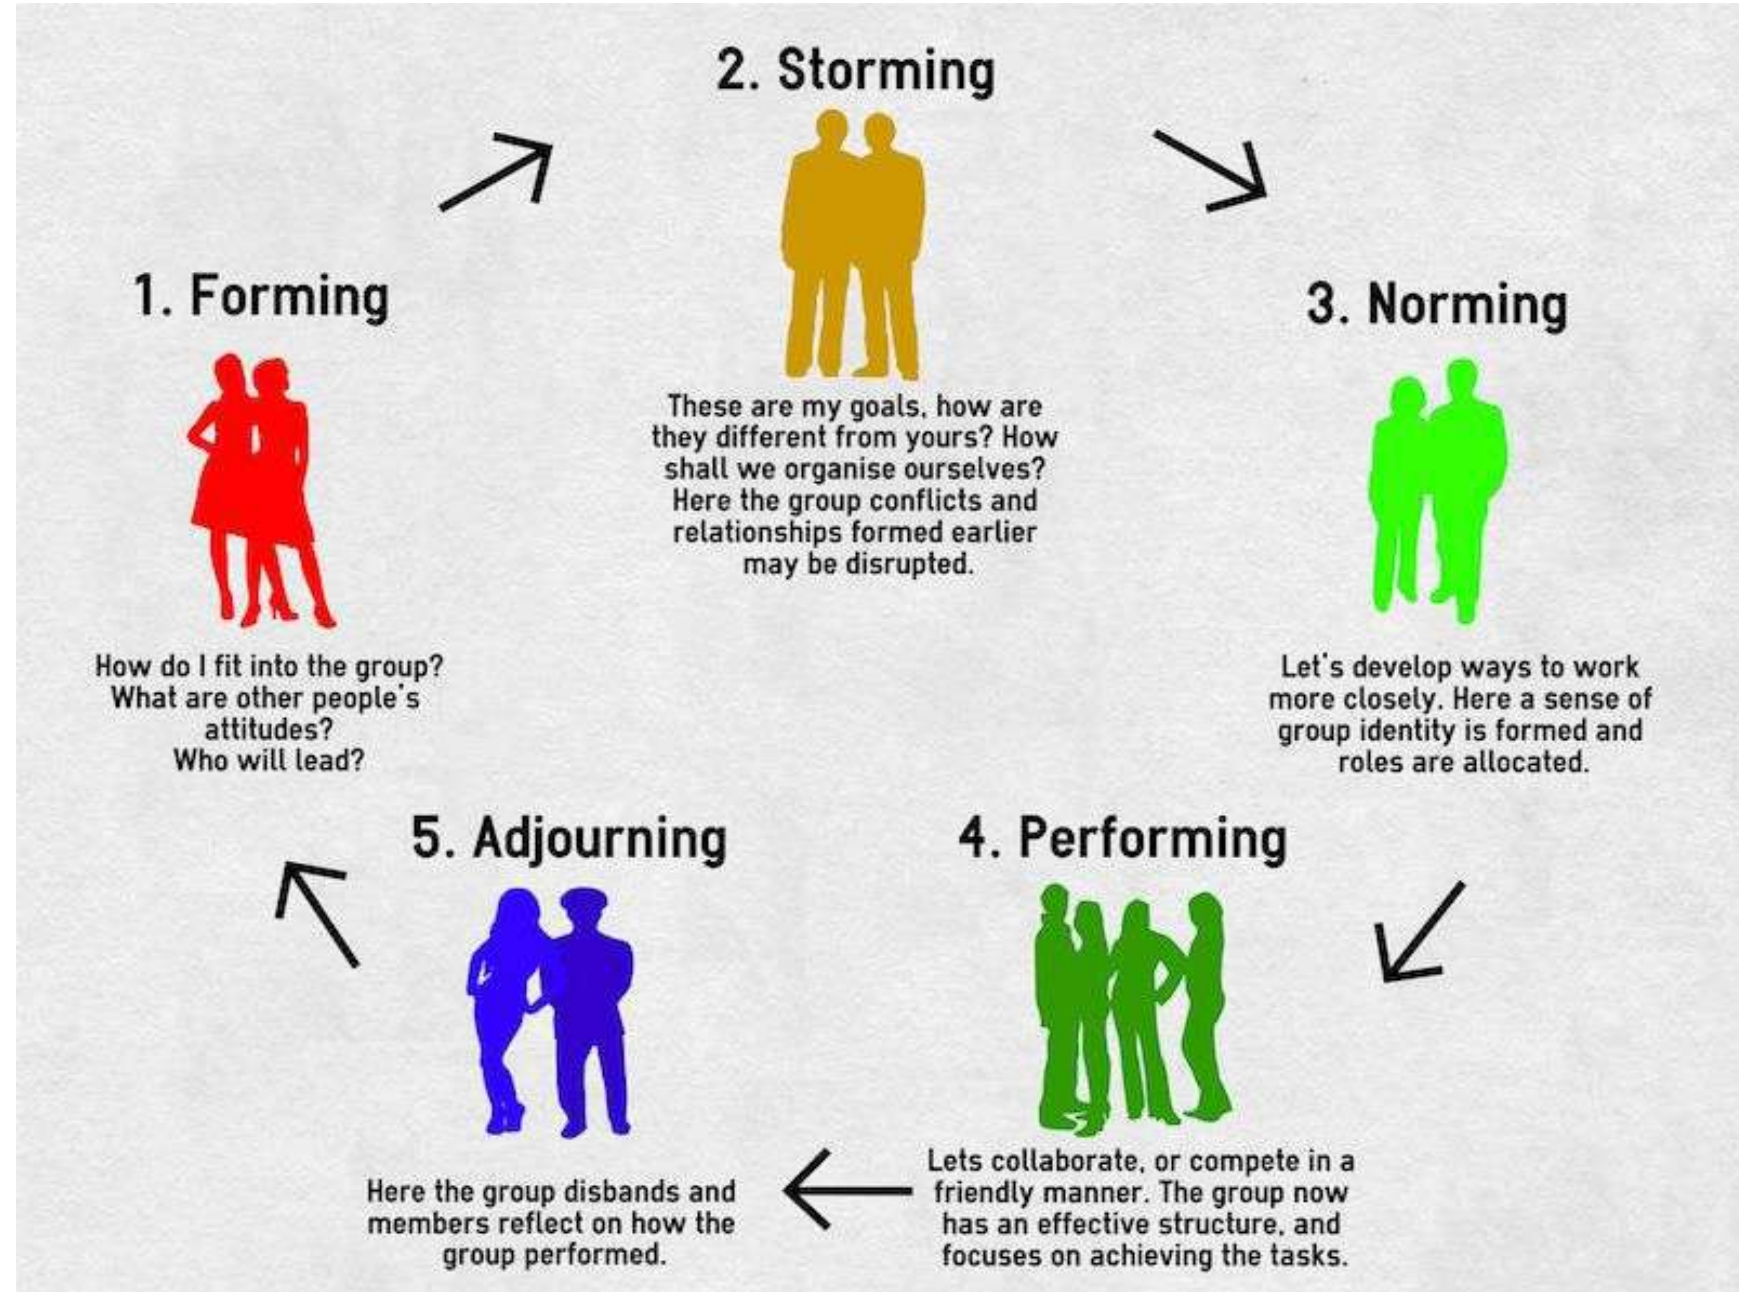 1. Forming
How do I fit into the group?
What are other people's
attitudes?
Who will lead?
2. Storming
These are my goals, how are
they different from yours? How
shall we organise ourselves?
Here the group conflicts and
relationships formed earlier
may be disrupted.
3. Norming
Let's develop ways to work
more closely. Here a sense of
group identity is formed and
roles are allocated.
4. Performing
Lets collaborate, or compete in a
friendly manner. The group now
has an effective structure, and
focuses on achieving the tasks.
5. Adjourning
Here the group disbands and
members reflect on how the
group performed.